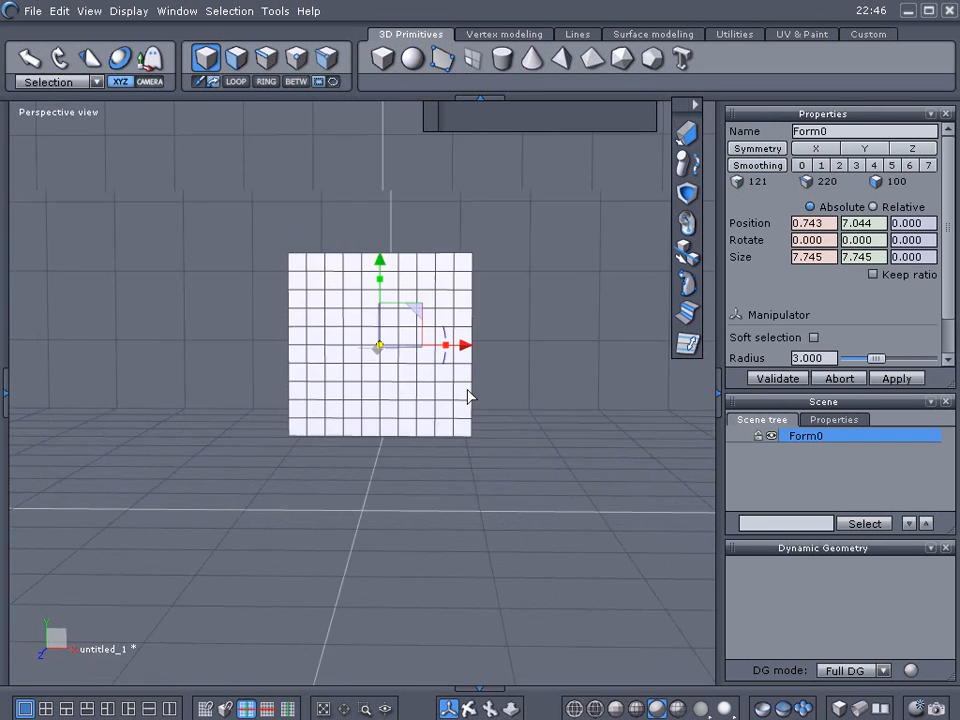 File Edit View Display Window Selection Tools Help 22:46
3D Primitives Vertex modeling Lines Surface modeling Utilities UV & Paint Custom
Selection XYZ CAMERA LOOP RING BETW
Perspective view
Properties
Name Form0
Symmetry X Y Z
Smoothing 0 1 2 3 4 5 6 7
121 220 100
Absolute Relative
Position 0.743 7.044 0.000
Rotate 0.000 0.000 0.000
Size 7.745 7.745 0.000
Keep ratio
Manipulator
Soft selection
Radius 3.000
Validate Abort Apply
Scene
Scene tree Properties
Form0
Select
Dynamic Geometry
DG mode: Full DG
Y
X
Z
untitled_1 *